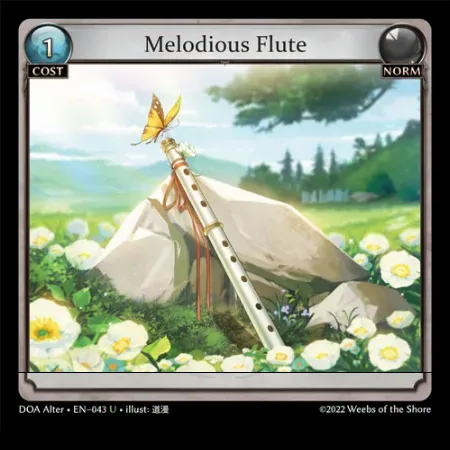 1
Melodious Flute
COST
NORM
DOA Alter • EN-043 U • illust: 道漫
©2022 Weebs of the Shore